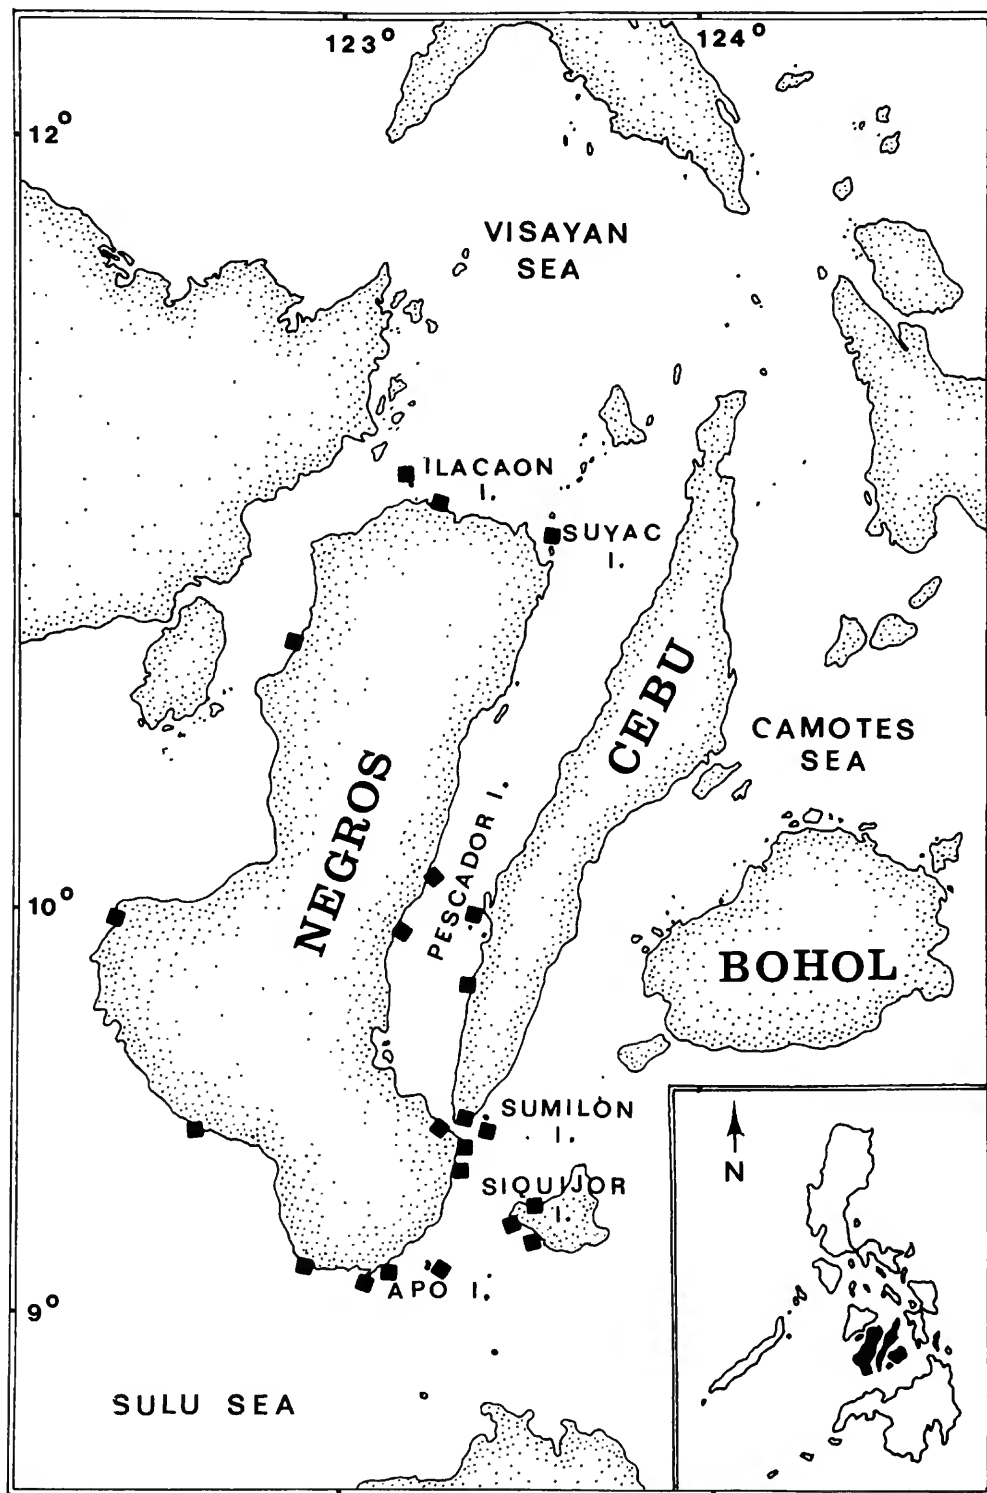 123°
124°
12°
VISAYAN
SEA
ILACAON
I.
SUYAC
I.
CEBU
CAMOTES
SEA
NEGROS
PESCADOR I.
10°
BOHOL
SUMILON
I.
SIQUIJOR
I.
N
APO I.
9°
SULU SEA